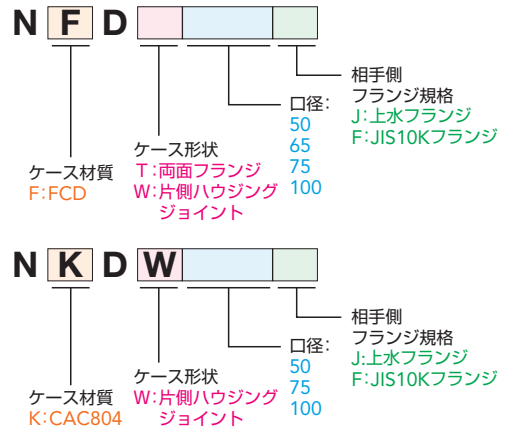 N F D
相手側
フランジ規格
J:上水フランジ
F:JIS10Kフランジ
口径:
50
65
75
100
ケース形状
T:両面フランジ
W:片側ハウジング
ジョイント
ケース材質
F:FCD
N K D W
相手側
フランジ規格
J:上水フランジ
F:JIS10Kフランジ
口径:
50
75
100
ケース形状
W:片側ハウジング
ジョイント
ケース材質
K:CAC804